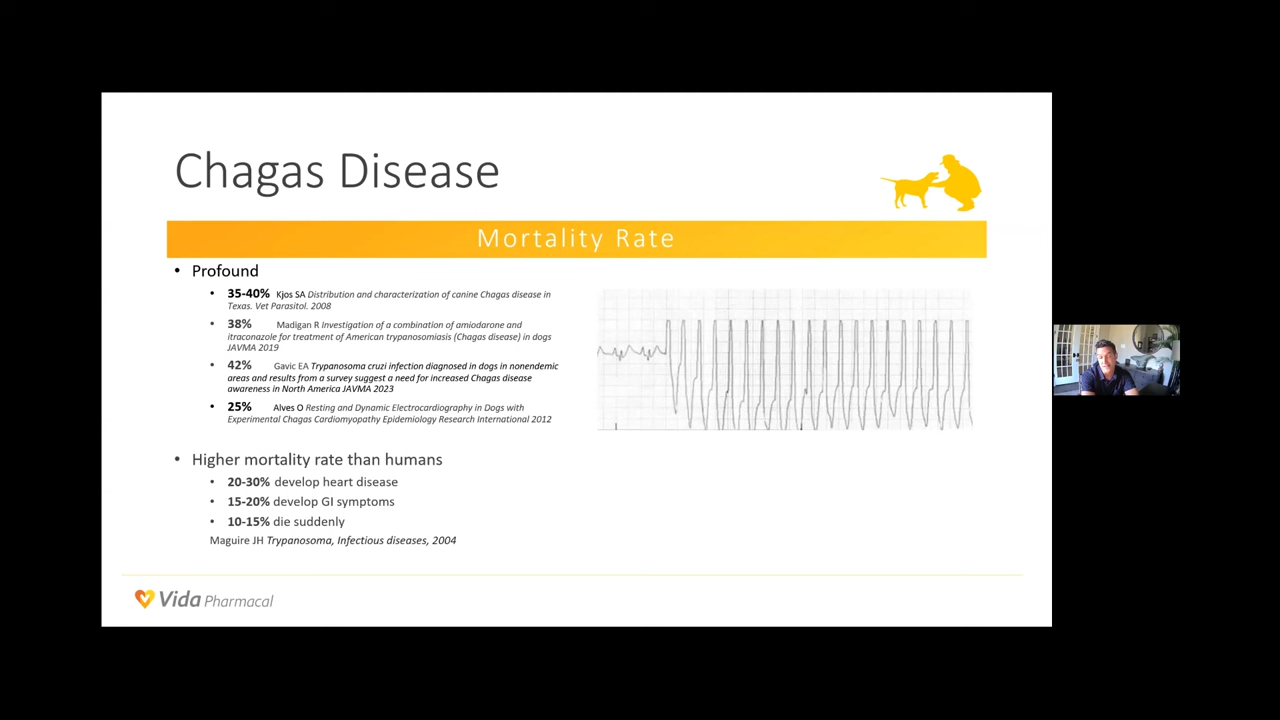 Chagas Disease
Mortality Rate
• Profound
• 35-40% Kjos SA Distribution and characterization of canine Chagas disease in
Texas. Vet Parasitol. 2008
• 38% Madigan R Investigation of a combination of amiodarone and
itraconazole for treatment of American trypanosomiasis (Chagas disease) in dogs
JAVMA 2019
• 42% Gavic EA Trypanosoma cruzi infection diagnosed in dogs in nonendemic
areas and results from a survey suggest a need for increased Chagas disease
awareness in North America JAVMA 2023
• 25% Alves O Resting and Dynamic Electrocardiography in Dogs with
Experimental Chagas Cardiomyopathy Epidemiology Research International 2012
• Higher mortality rate than humans
• 20-30% develop heart disease
• 15-20% develop GI symptoms
• 10-15% die suddenly
Maguire JH Trypanosoma, Infectious diseases, 2004
Vida Pharmacal